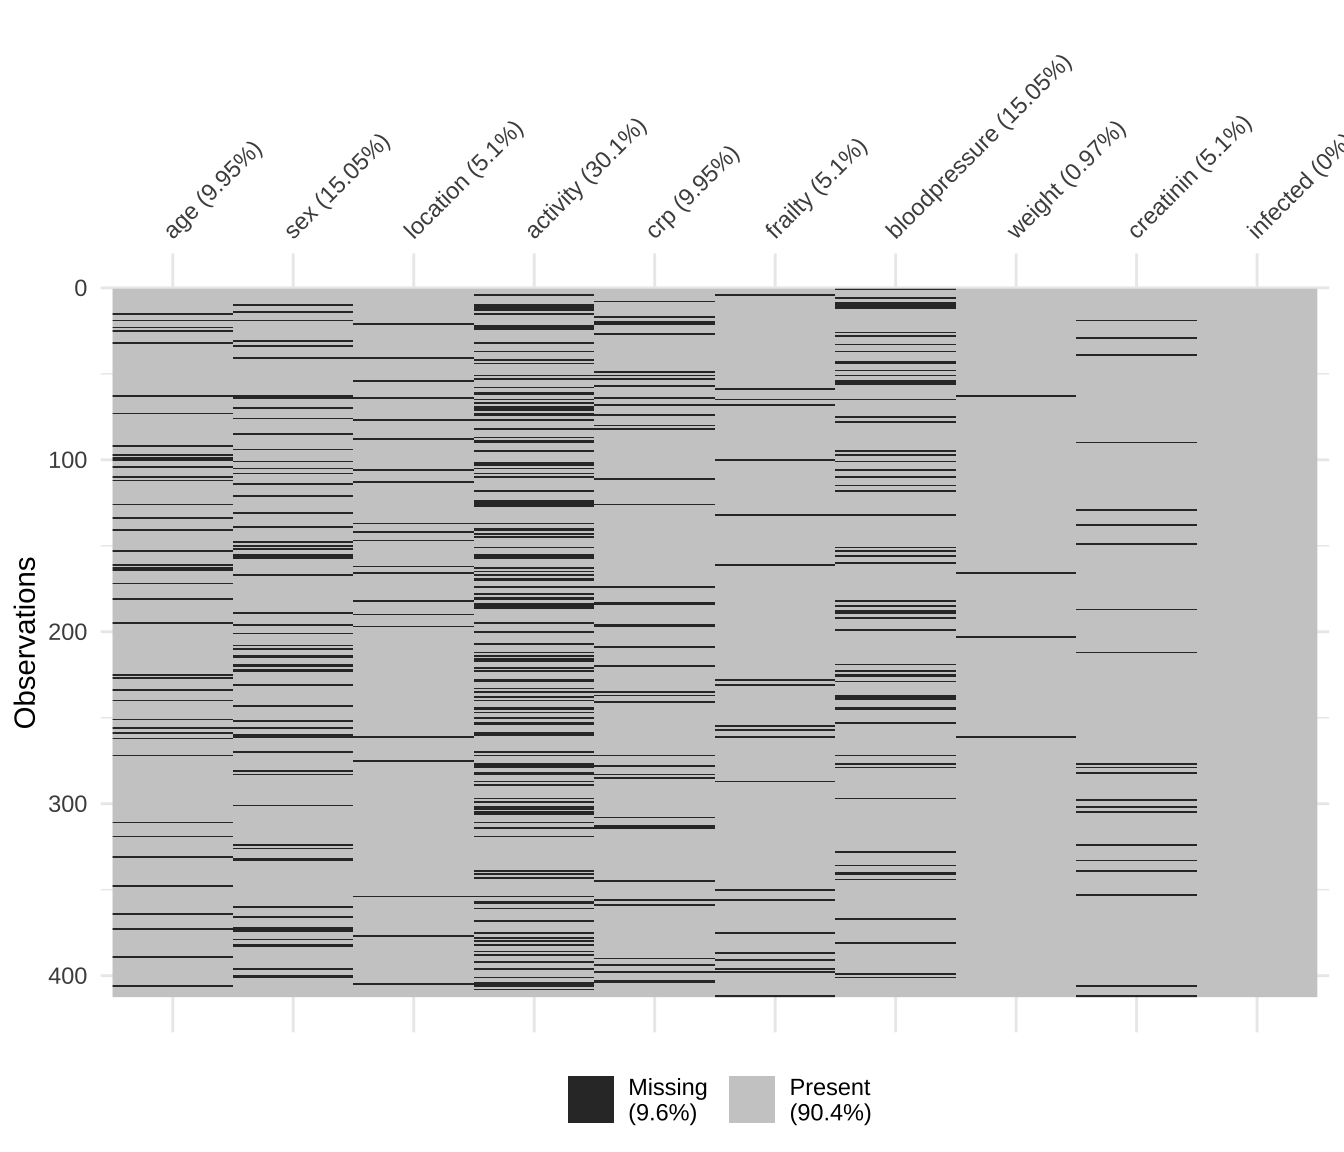 age (9.95%)
sex (15.05%)
location (5.1%)
activity (30.1%)
crp (9.95%)
frailty (5.1%)
bloodpressure (15.05%)
weight (0.97%)
creatinin (5.1%)
infected (0%
0
100
200
300
400
Observations
Missing
(9.6%)
Present
(90.4%)